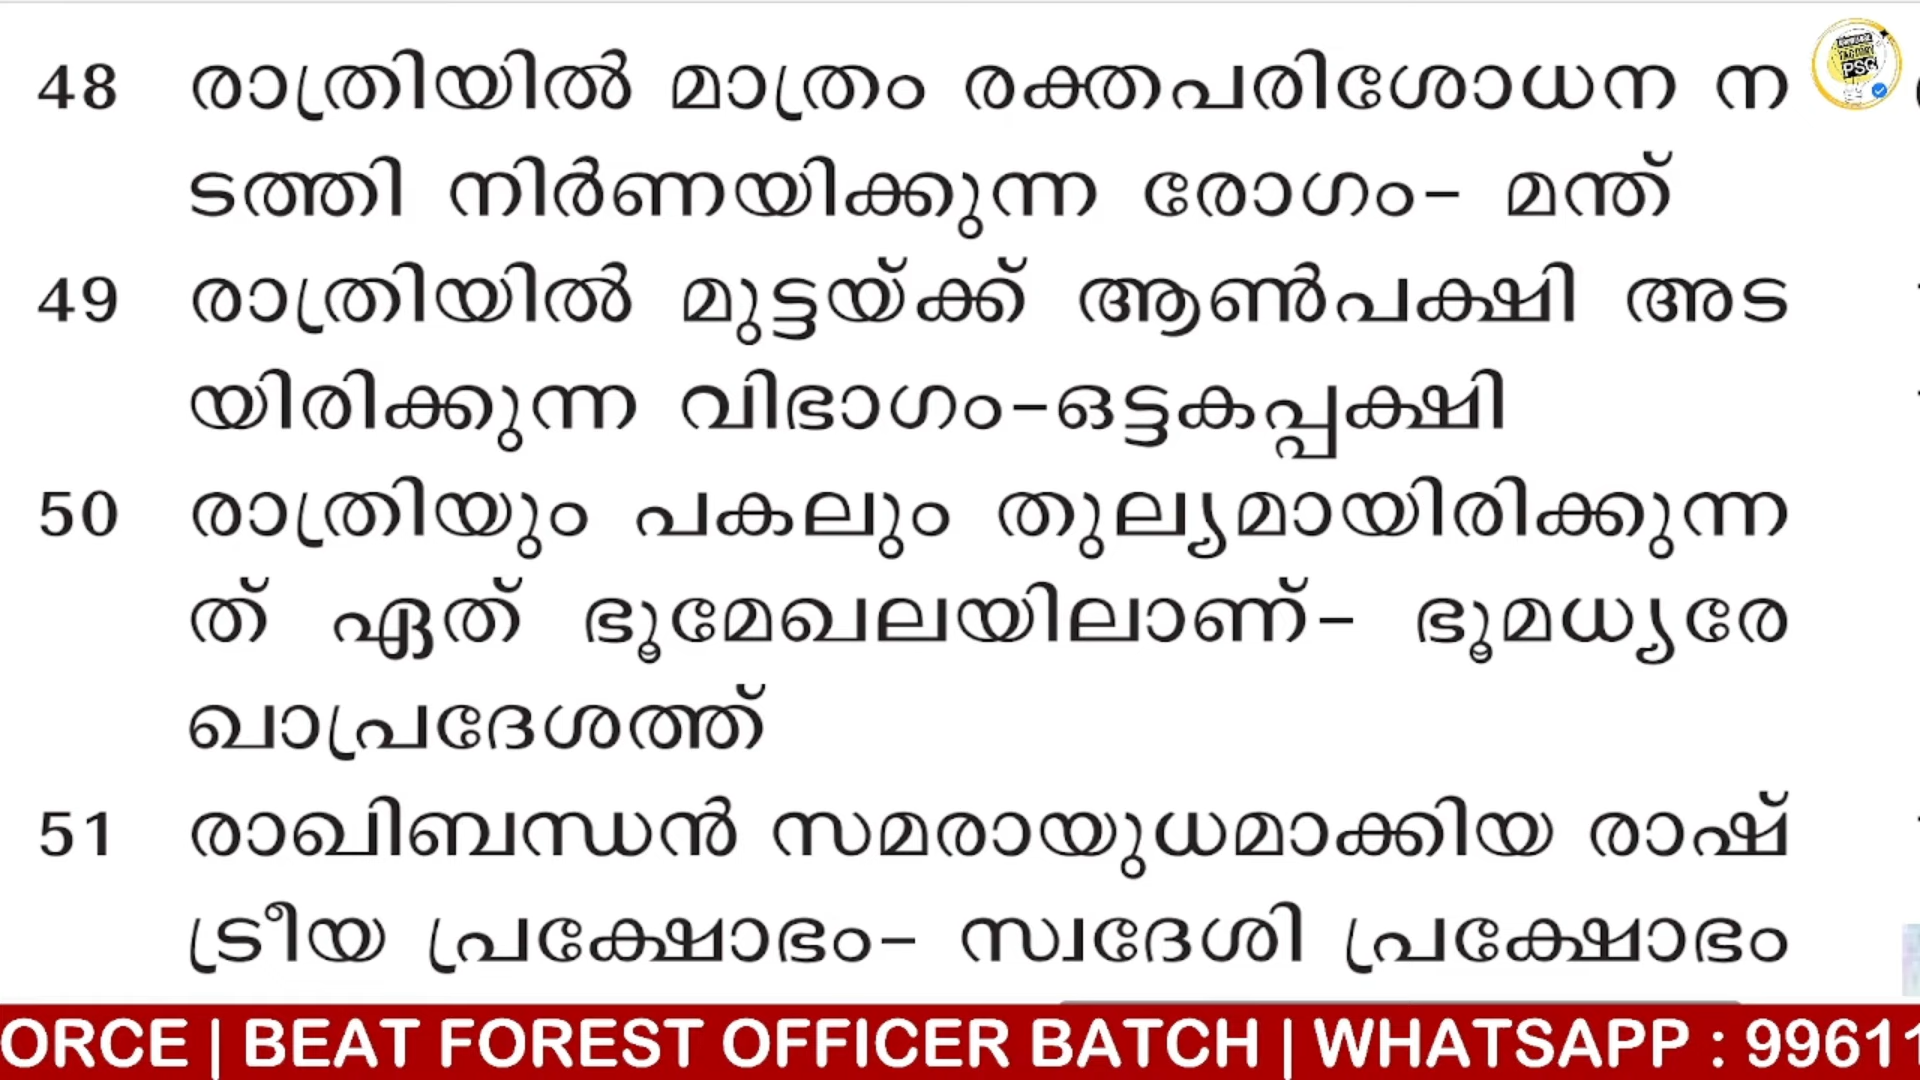 48 രാത്രിയിൽ മാത്രം രക്തപരിശോധന ന
ടത്തി നിർണയിക്കുന്ന രോഗം- മന്ത്
49 രാത്രിയിൽ മുട്ടയ്ക്ക് ആൺപക്ഷി അട
യിരിക്കുന്ന വിഭാഗം-ഒട്ടകപ്പക്ഷി
50 രാത്രിയും പകലും തുല്യമായിരിക്കുന്ന
ത് ഏത് ഭൂമേഖലയിലാണ്- ഭൂമധ്യരേ
ഖാപ്രദേശത്ത്
51 രാഖിബന്ധൻ സമരായുധമാക്കിയ രാഷ്
ട്രീയ പ്രക്ഷോഭം- സ്വദേശി പ്രക്ഷോഭം
ORCE | BEAT FOREST OFFICER BATCH | WHATSAPP : 99611
PSC